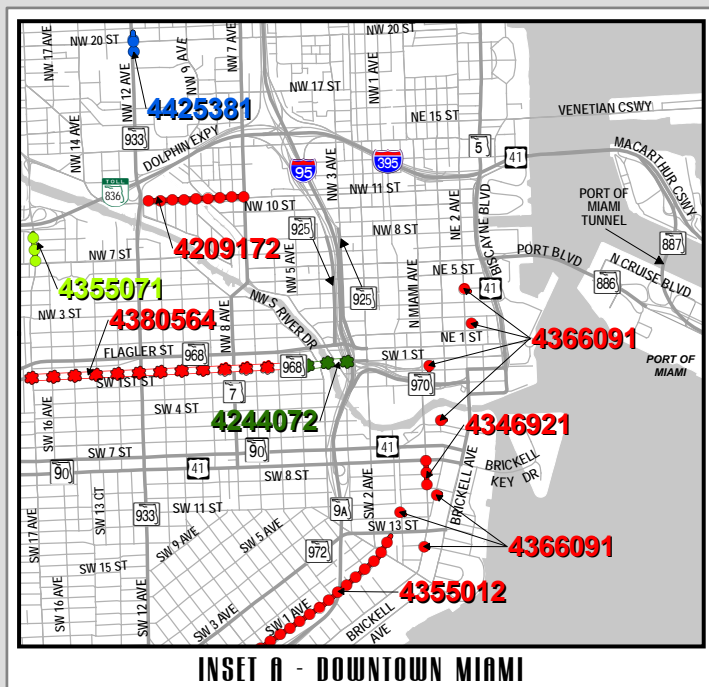 NW 17 AVE
NW 20 ST
NW 12 AVE
NW 9 AVE
NW 7 AVE
NW 20 ST
NW 17 ST
NW 1 AVE
4425381
NE 15 ST
VENETIAN CSWY
NW 14 AVE
933
DOLPHIN EXPY
5
41
MACARTHUR CSWY
95
NW 3 AVE
395
TOLL
836
NW 11 ST
PORT OF
MIAMI
TUNNEL
NW 10 ST
925
NE 2 AVE
BISCAYNE BLVD
NW 8 ST
4209172
887
NW 7 ST
NW 5 AVE
PORT BLVD
N CRUISE BLVD
4355071
NE 5 ST
41
886
925
N MIAMI AVE
NW S RIVER DR
NW 3 ST
4380564
NW 8 AVE
NE 1 ST
4366091
FLAGLER ST
968
SW 1 ST
PORT OF
MIAMI
968
SW 1ST ST
970
7
SW 16 AVE
SW 4 ST
4244072
4346921
SW 7 ST
90
41
90
41
SW 8 ST
BRICKELL
KEY DR
BRICKELL AVE
SW 2 AVE
SW 13 CT
933
SW 11 ST
9A
SW 13 ST
SW 17 AVE
SW 9 AVE
SW 5 AVE
972
4366091
SW 15 ST
SW 16 AVE
SW 12 AVE
4355012
SW 3 AVE
SW 1 AVE
BRICKELL
AVE
INSET A - DOWNTOWN MIAMI